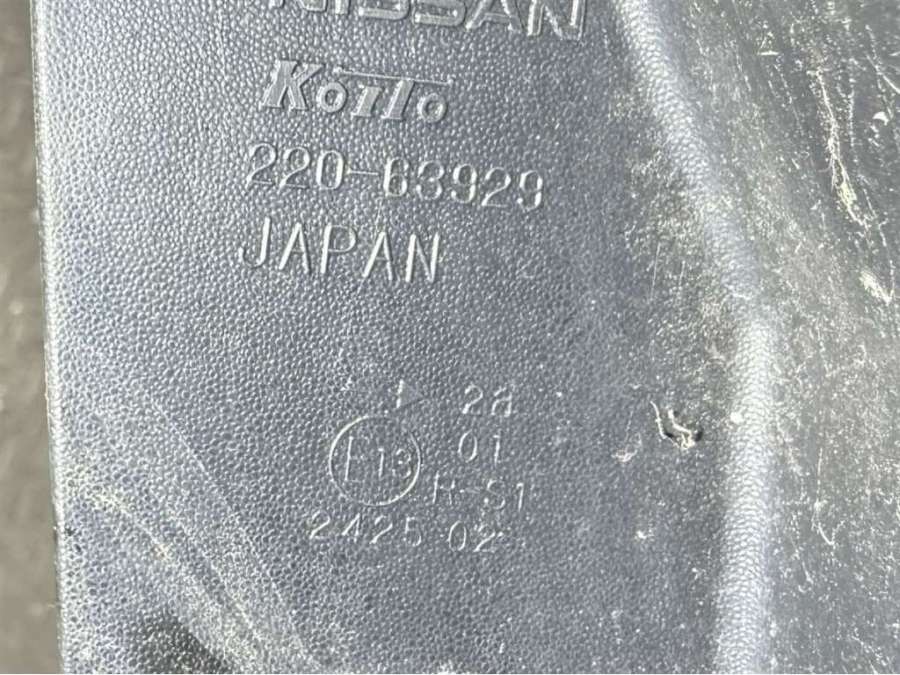 NISSAN
Koito
220-63929
JAPAN
2a
01
E13 R-S1
2425 02